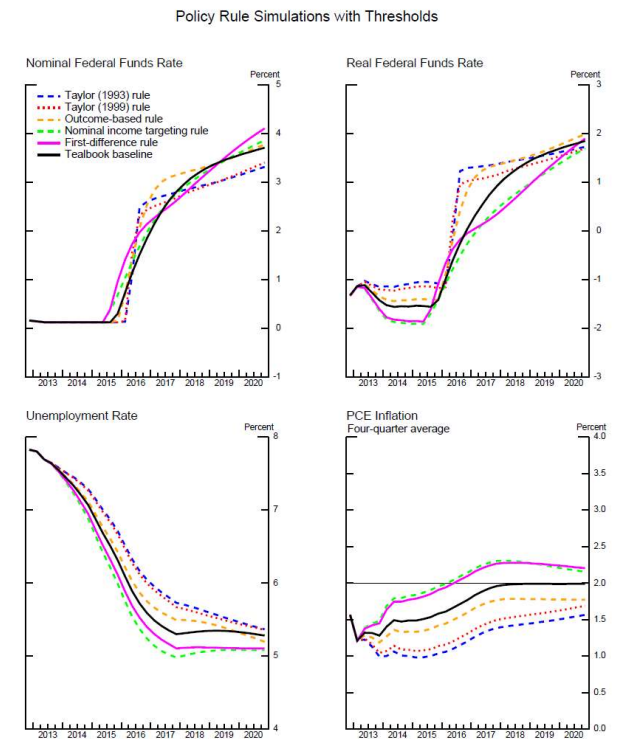 Policy Rule Simulations with Thresholds
Nominal Federal Funds Rate
Percent
5
4
3
2
1
0
-1
Taylor (1993) rule
Taylor (1999) rule
Outcome-based rule
Nominal income targeting rule
First-difference rule
Tealbook baseline
2013 2014 2015 2016 2017 2018 2019 2020
Real Federal Funds Rate
Percent
3
2
1
0
-1
-2
-3
2013 2014 2015 2016 2017 2018 2019 2020
Unemployment Rate
Percent
8
7
6
5
4
2013 2014 2015 2016 2017 2018 2019 2020
PCE Inflation
Four-quarter average
Percent
4.0
3.5
3.0
2.5
2.0
1.5
1.0
0.5
0.0
2013 2014 2015 2016 2017 2018 2019 2020